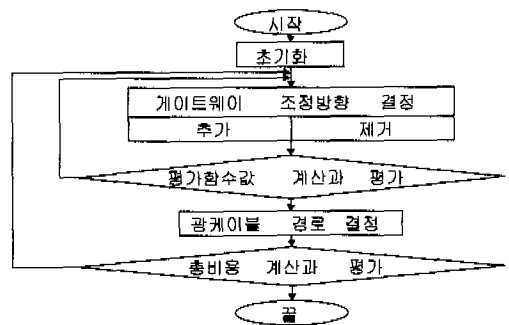 시작
초기화
게이트웨이 조정방향 결정
추가 제거
평가함수값 계산과 평가
광케이블 경로 결정
총비용 계산과 평가
끝